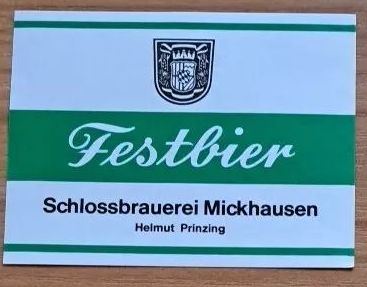 Festbier
Schlossbrauerei Mickhausen
Helmut Prinzing